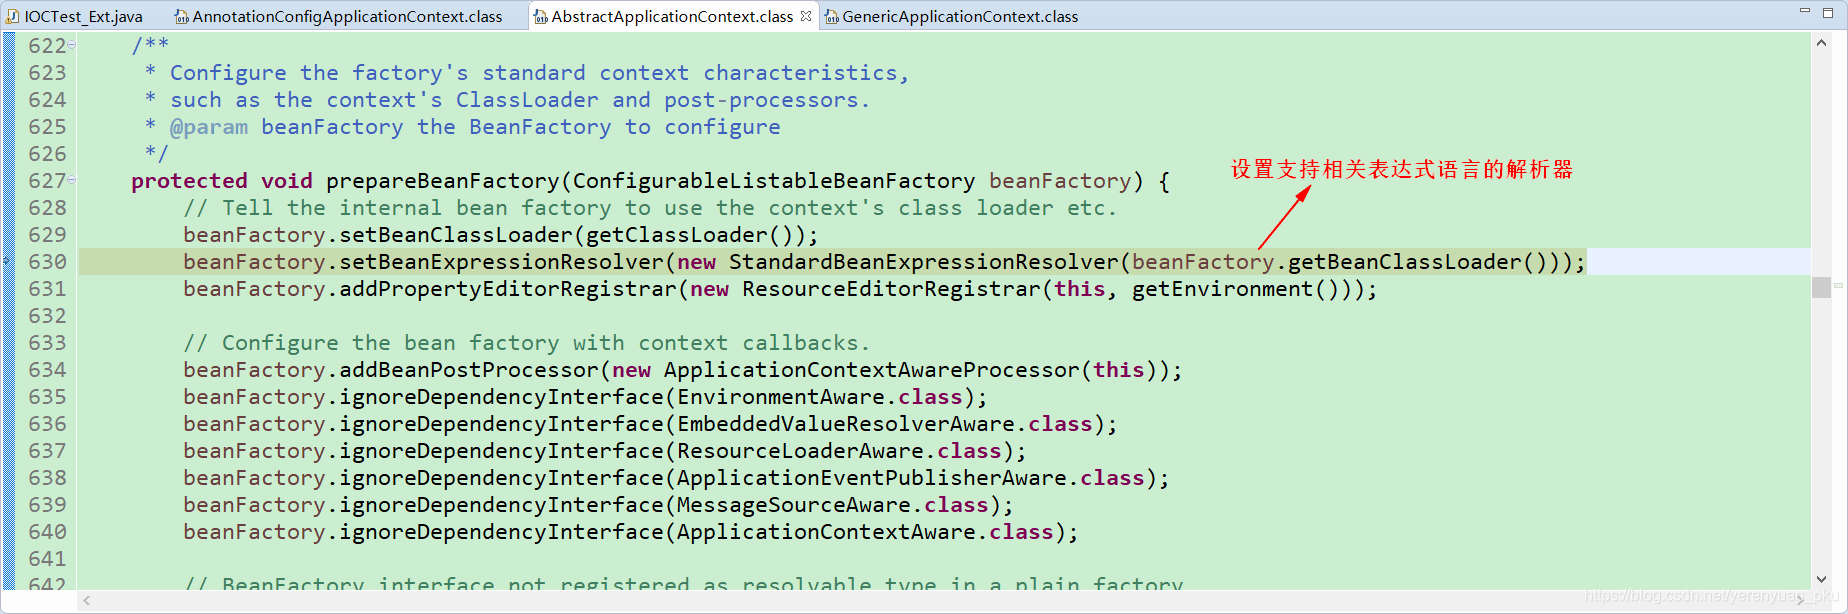 IOCTest_Ext.java AnnotationConfigApplicationContext.class AbstractApplicationContext.class GenericApplicationContext.class
622 /**
623 * Configure the factory's standard context characteristics,
624 * such as the context's ClassLoader and post-processors.
625 * @param beanFactory the BeanFactory to configure
626 */
设置支持相关表达式语言的解析器
627 protected void prepareBeanFactory(ConfigurableListableBeanFactory beanFactory) {
628 // Tell the internal bean factory to use the context's class loader etc.
629 beanFactory.setBeanClassLoader(getClassLoader());
630 beanFactory.setBeanExpressionResolver(new StandardBeanExpressionResolver(beanFactory.getBeanClassLoader()));
631 beanFactory.addPropertyEditorRegistrar(new ResourceEditorRegistrar(this, getEnvironment()));
632
633 // Configure the bean factory with context callbacks.
634 beanFactory.addBeanPostProcessor(new ApplicationContextAwareProcessor(this));
635 beanFactory.ignoreDependencyInterface(EnvironmentAware.class);
636 beanFactory.ignoreDependencyInterface(EmbeddedValueResolverAware.class);
637 beanFactory.ignoreDependencyInterface(ResourceLoaderAware.class);
638 beanFactory.ignoreDependencyInterface(ApplicationEventPublisherAware.class);
639 beanFactory.ignoreDependencyInterface(MessageSourceAware.class);
640 beanFactory.ignoreDependencyInterface(ApplicationContextAware.class);
641
642 // BeanFactory interface not registered as resolvable type in a plain factory
https://blog.csdn.net/yerenyuan_pku